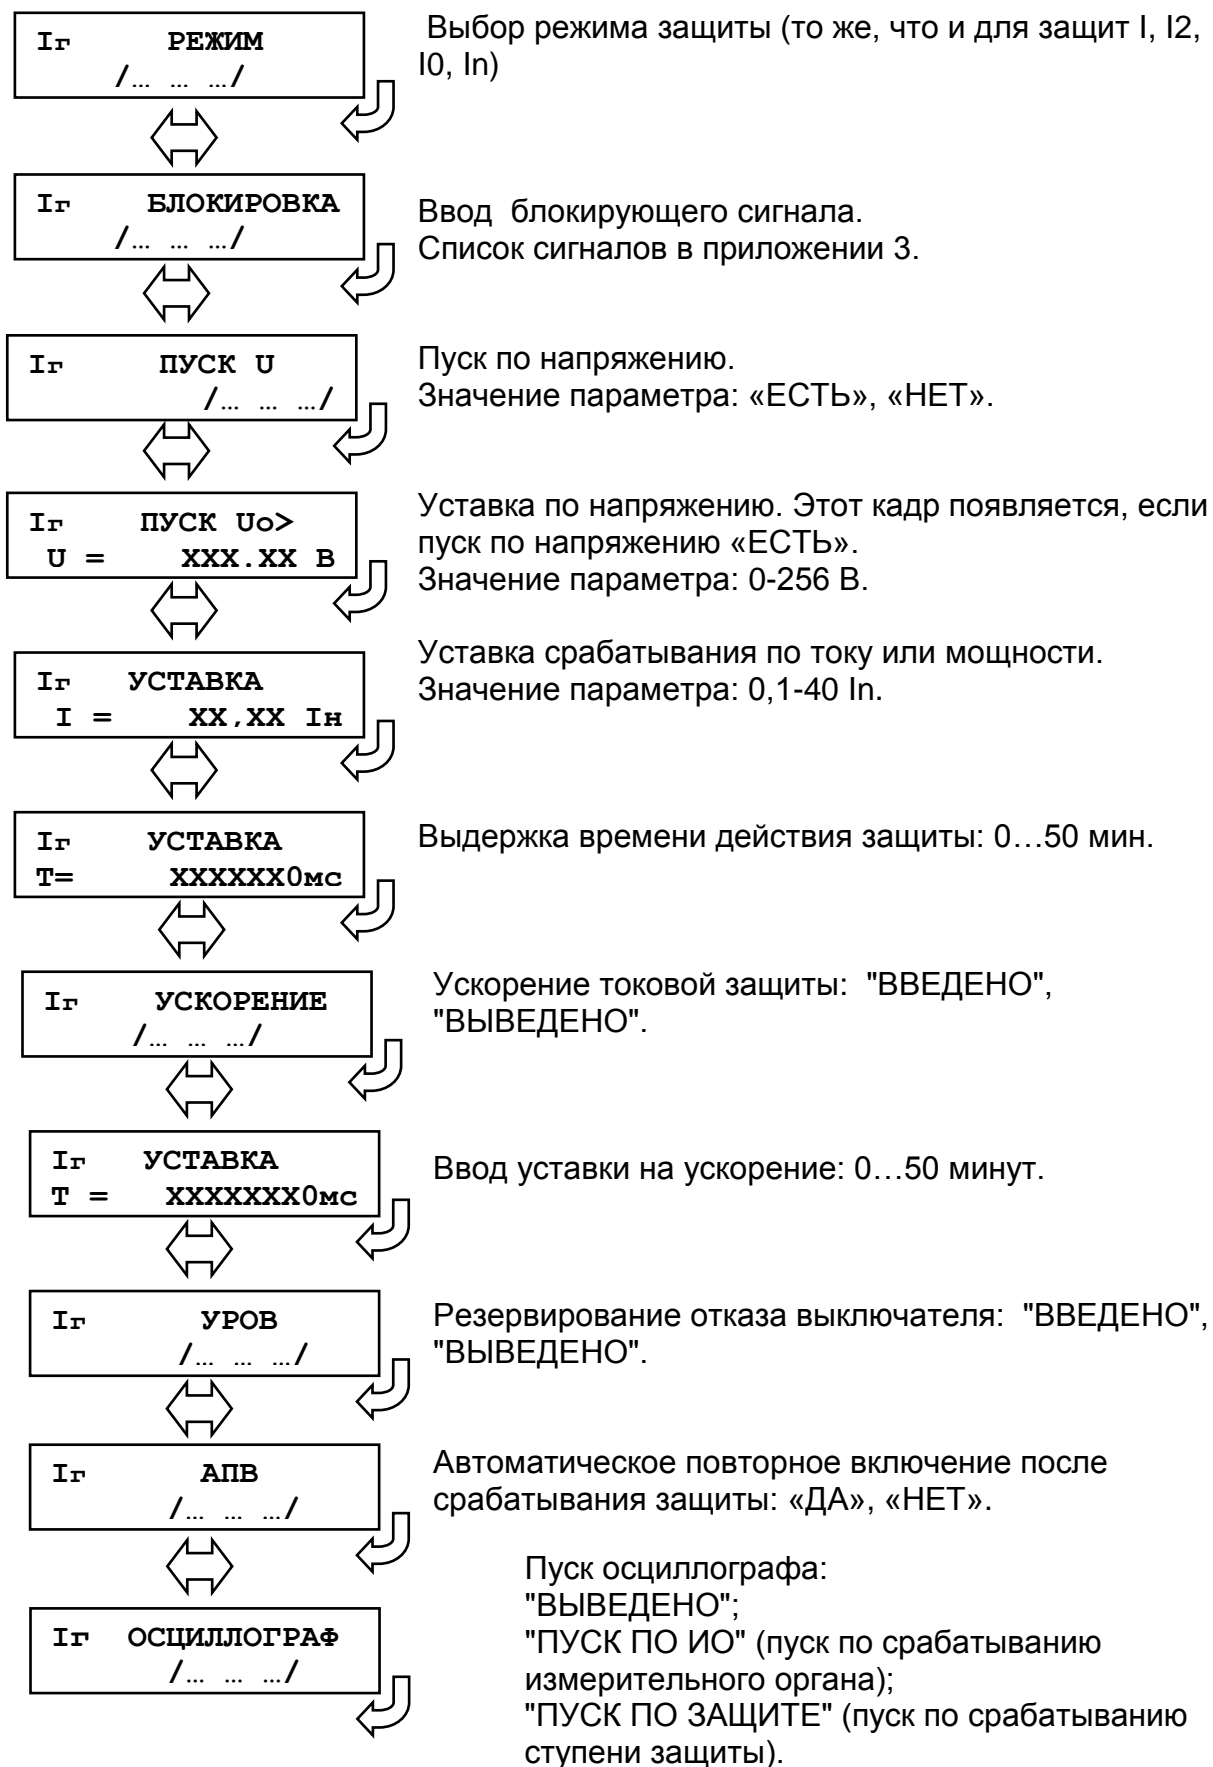 Iг РЕЖИМ
/... ... .../
Выбор режима защиты (то же, что и для защит I, I2,
I0, In)
Iг БЛОКИРОВКА
/... ... .../
Ввод блокирующего сигнала.
Список сигналов в приложении 3.
Iг ПУСК U
/... ... .../
Пуск по напряжению.
Значение параметра: «ЕСТЬ», «НЕТ».
Iг ПУСК Uo>
U = XXX.XX В
Уставка по напряжению. Этот кадр появляется, если
пуск по напряжению «ЕСТЬ».
Значение параметра: 0-256 В.
Iг УСТАВКА
I = XX,XX Iн
Уставка срабатывания по току или мощности.
Значение параметра: 0,1-40 In.
Iг УСТАВКА
T= XXXXXX0мс
Выдержка времени действия защиты: 0…50 мин.
Iг УСКОРЕНИЕ
/... ... .../
Ускорение токовой защиты: "ВВЕДЕНО",
"ВЫВЕДЕНО".
Iг УСТАВКА
T = XXXXXXX0мс
Ввод уставки на ускорение: 0…50 минут.
Iг УРОВ
/... ... .../
Резервирование отказа выключателя: "ВВЕДЕНО",
"ВЫВЕДЕНО".
Iг АПВ
/... ... .../
Автоматическое повторное включение после
срабатывания защиты: «ДА», «НЕТ».
Iг ОСЦИЛЛОГРАФ
/... ... .../
Пуск осциллографа:
"ВЫВЕДЕНО";
"ПУСК ПО ИО" (пуск по срабатыванию
измерительного органа);
"ПУСК ПО ЗАЩИТЕ" (пуск по срабатыванию
ступени защиты).